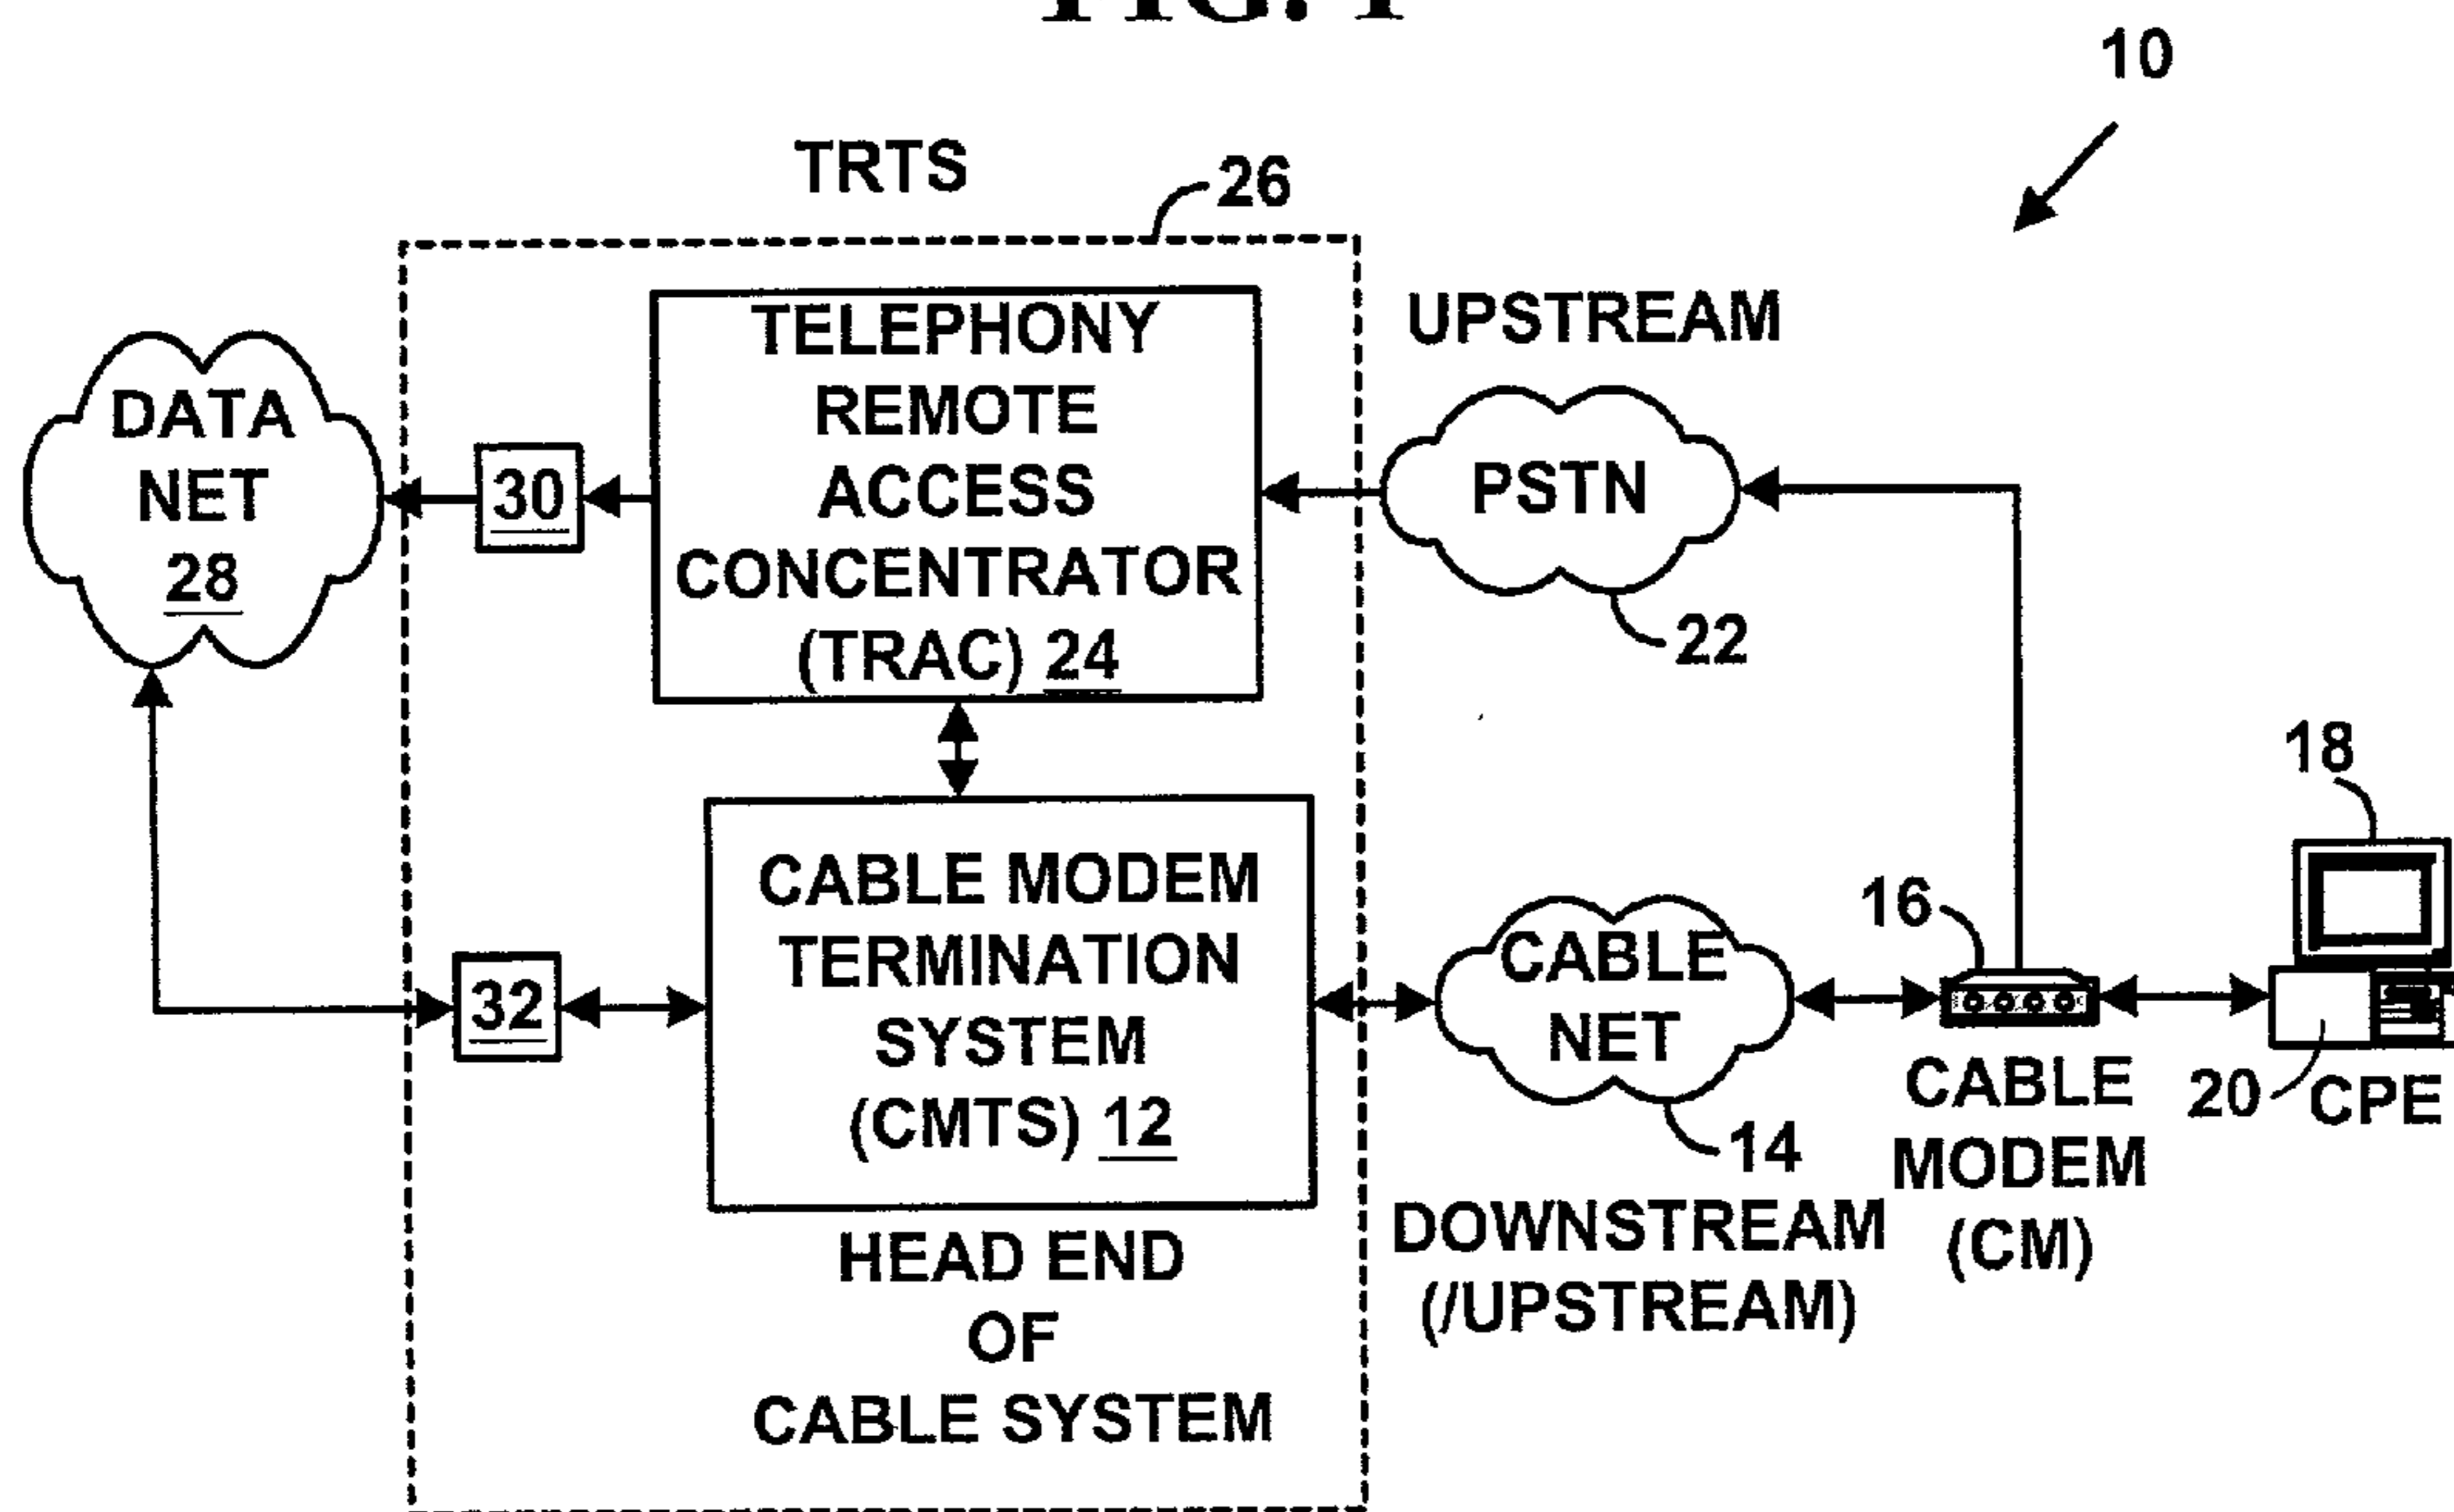 FIG. 1
10
TRTS
26
TELEPHONY
REMOTE
ACCESS
CONCENTRATOR
(TRAC) 24
UPSTREAM
DATA
NET
28
30
PSTN
22
18
CABLE MODEM
TERMINATION
SYSTEM
(CMTS) 12
32
CABLE
NET
14
16
20
CPE
CABLE
MODEM
(CM)
DOWNSTREAM
(/UPSTREAM)
HEAD END
OF
CABLE SYSTEM